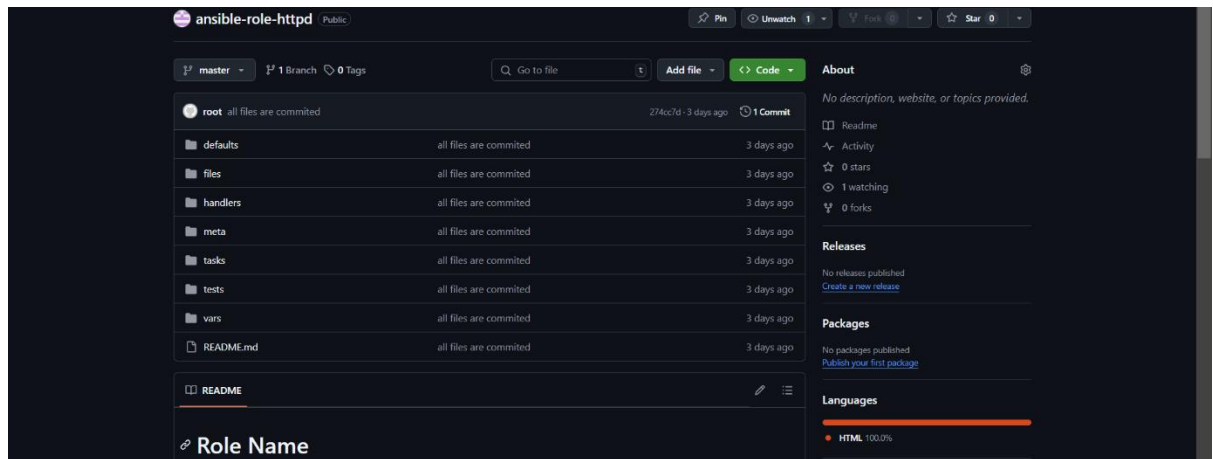 ansible-role-httpd Public
Pin Unwatch 1 Fork 0 Star 0
master 1 Branch 0 Tags Go to file t Add file Code
root all files are commited 274cc7d · 3 days ago 1 Commit
defaults all files are commited 3 days ago
files all files are commited 3 days ago
handlers all files are commited 3 days ago
meta all files are commited 3 days ago
tasks all files are commited 3 days ago
tests all files are commited 3 days ago
vars all files are commited 3 days ago
README.md all files are commited 3 days ago
README
Role Name
About
No description, website, or topics provided.
Readme
Activity
0 stars
1 watching
0 forks
Releases
No releases published
Create a new release
Packages
No packages published
Publish your first package
Languages
HTML 100.0%